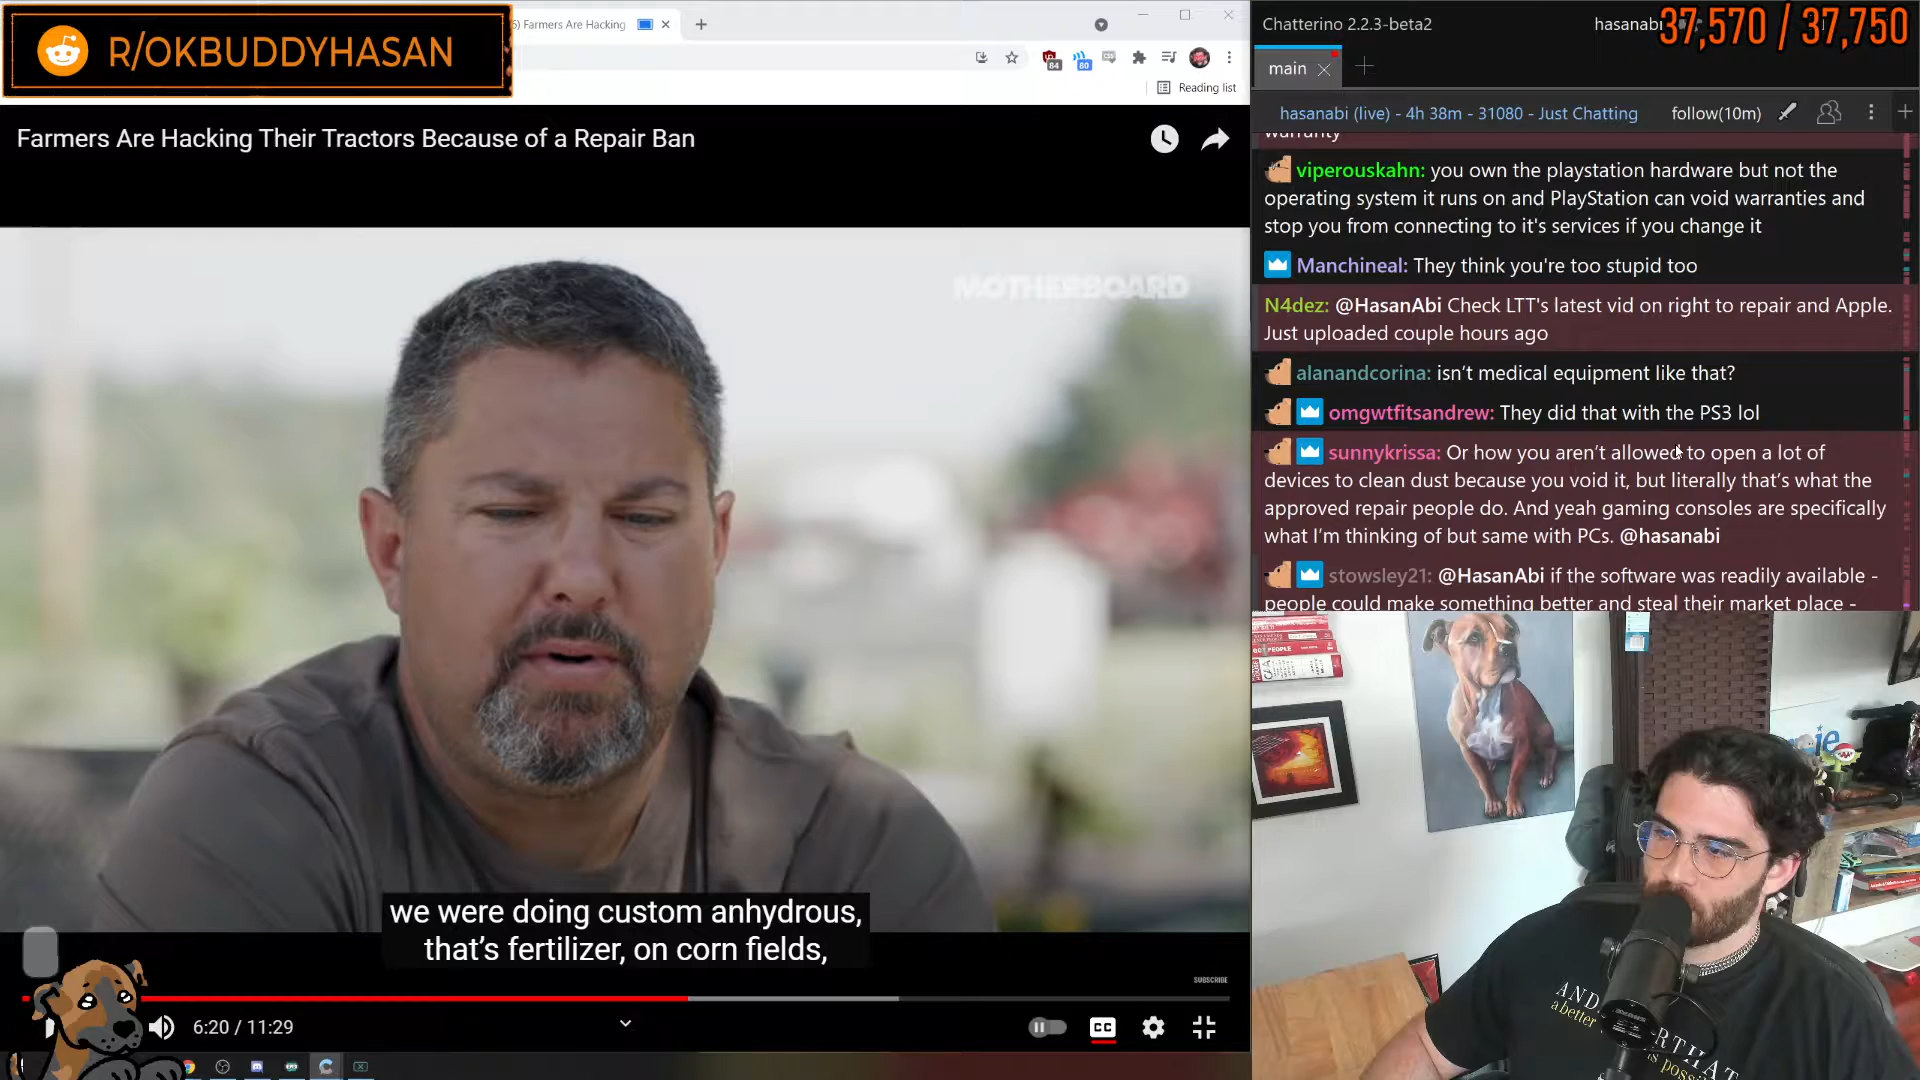 R/OKBUDDYHASAN
) Farmers Are Hacking
84
80
Reading list
Farmers Are Hacking Their Tractors Because of a Repair Ban
MOTHERBOARD
we were doing custom anhydrous,
that's fertilizer, on corn fields,
SUBSCRIBE
6:20 / 11:29
CC
Chatterino 2.2.3-beta2
hasanabi
37,570 / 37,750
main
hasanabi (live) - 4h 38m - 31080 - Just Chatting
follow(10m)
warranty
viperouskahn: you own the playstation hardware but not the
operating system it runs on and PlayStation can void warranties and
stop you from connecting to it's services if you change it
Manchineal: They think you're too stupid too
N4dez: @HasanAbi Check LTT's latest vid on right to repair and Apple.
Just uploaded couple hours ago
alanandcorina: isn't medical equipment like that?
omgwtfitsandrew: They did that with the PS3 lol
sunnykrissa: Or how you aren't allowed to open a lot of
devices to clean dust because you void it, but literally that's what the
approved repair people do. And yeah gaming consoles are specifically
what I'm thinking of but same with PCs. @hasanabi
stowsley21: @HasanAbi if the software was readily available -
people could make something better and steal their market place -
PEOPLE
AND
a better